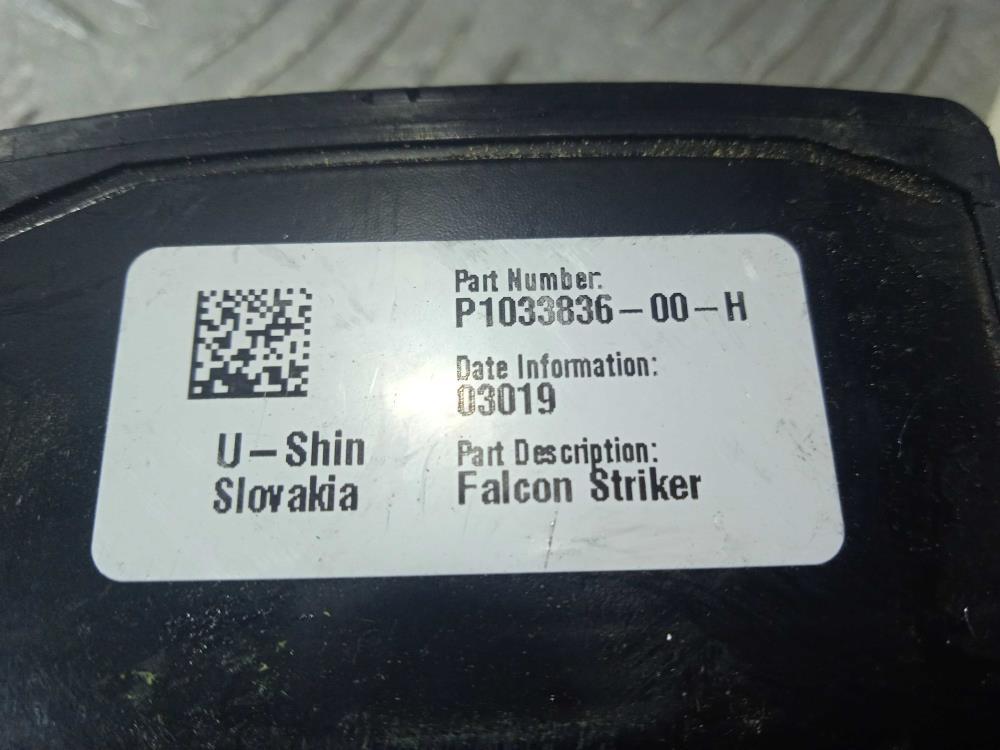 Part Number:
P1033836-00-H
Date Information:
03019
U-Shin
Slovakia
Part Description:
Falcon Striker